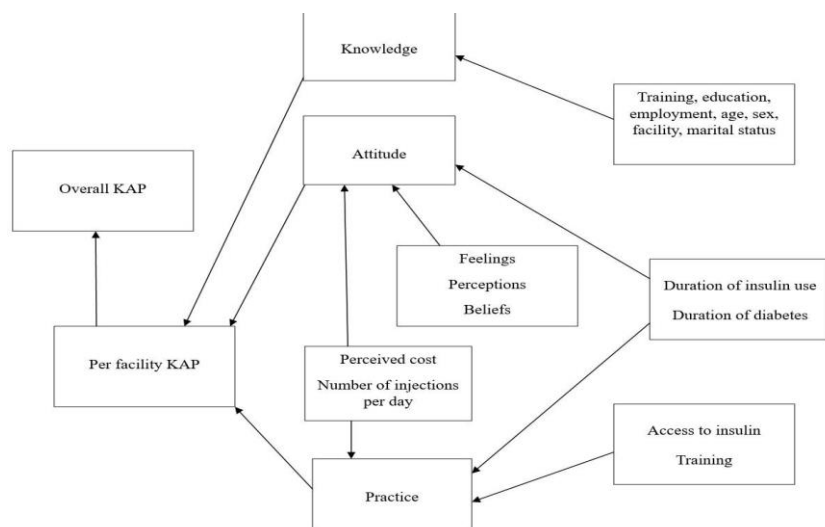 Knowledge
Training, education,
employment, age, sex,
facility, marital status
Attitude
Overall KAP
Feelings
Perceptions
Beliefs
Duration of insulin use
Duration of diabetes
Per facility KAP
Perceived cost
Number of injections
per day
Access to insulin
Training
Practice